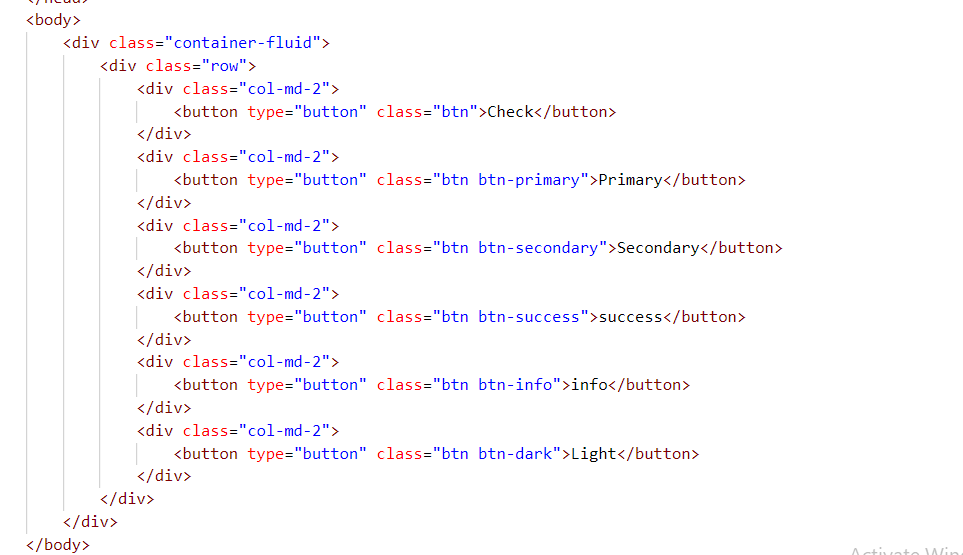 <body>
<div class="container-fluid">
<div class="row">
<div class="col-md-2">
<button type="button" class="btn">Check</button>
</div>
<div class="col-md-2">
<button type="button" class="btn btn-primary">Primary</button>
</div>
<div class="col-md-2">
<button type="button" class="btn btn-secondary">Secondary</button>
</div>
<div class="col-md-2">
<button type="button" class="btn btn-success">success</button>
</div>
<div class="col-md-2">
<button type="button" class="btn btn-info">info</button>
</div>
<div class="col-md-2">
<button type="button" class="btn btn-dark">Light</button>
</div>
</div>
</div>
</body>
Activate